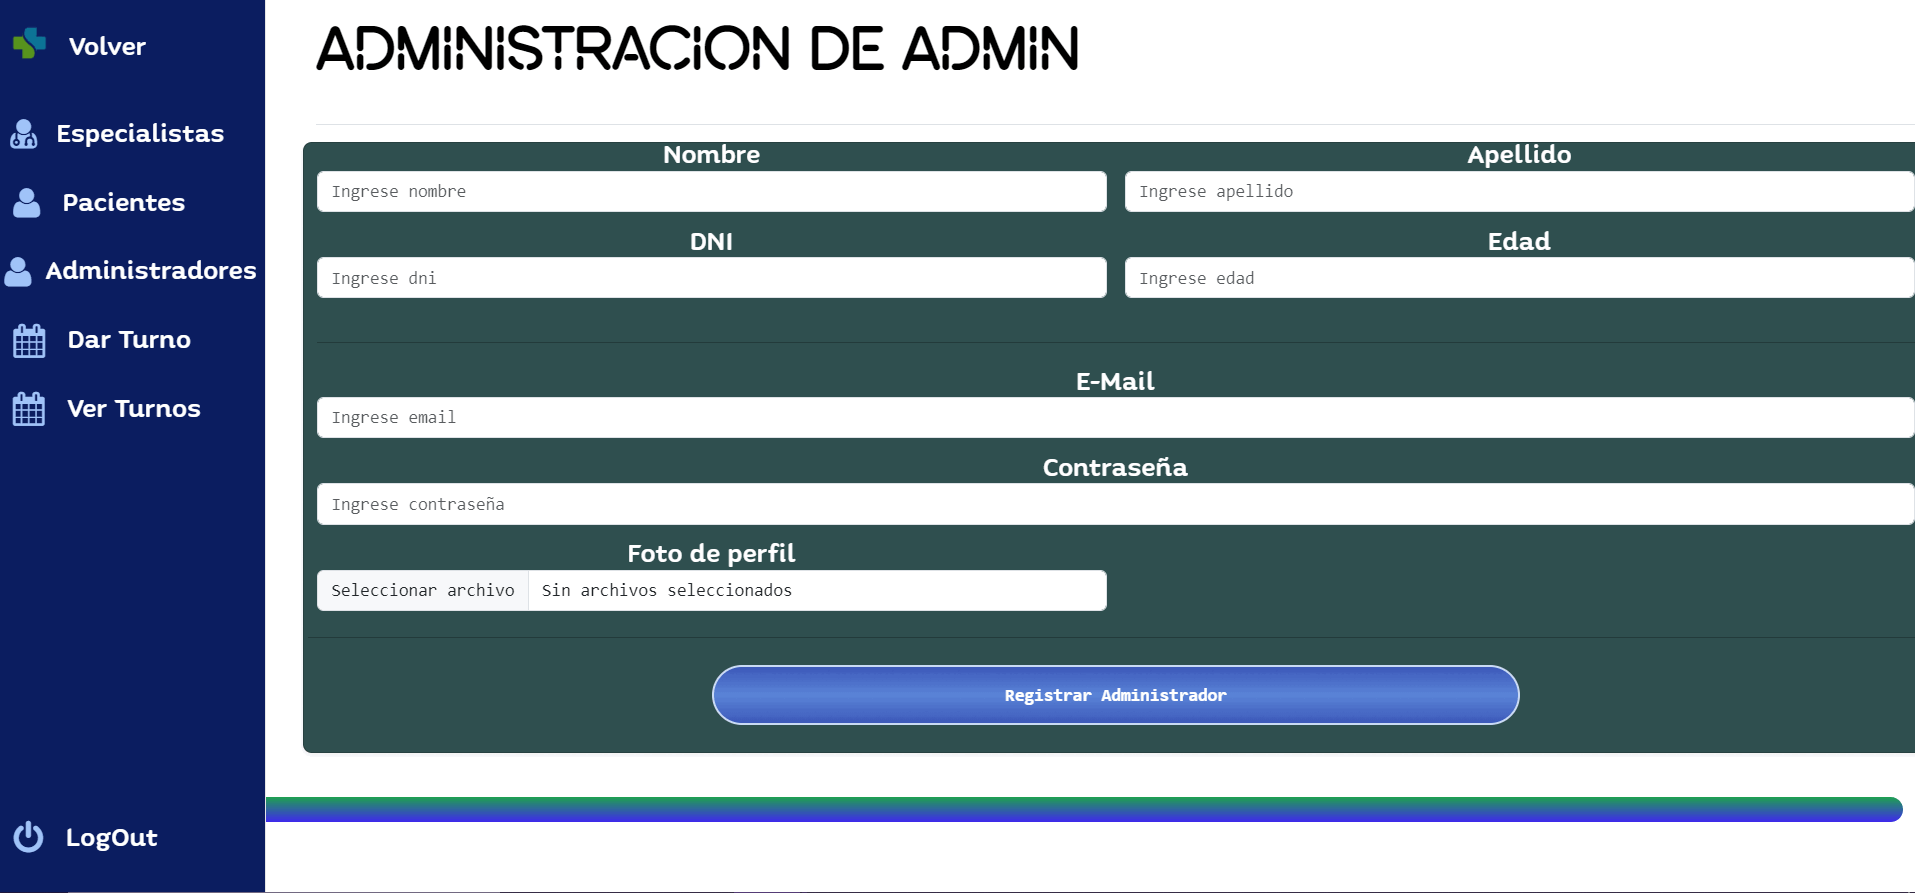 Volver
Especialistas
Pacientes
Administradores
Dar Turno
Ver Turnos
LogOut
ADMINISTRACION DE ADMIN
Nombre
Apellido
Ingrese nombre
Ingrese apellido
DNI
Edad
Ingrese dni
Ingrese edad
E-Mail
Ingrese email
Contraseña
Ingrese contraseña
Foto de perfil
Seleccionar archivo
Sin archivos seleccionados
Registrar Administrador